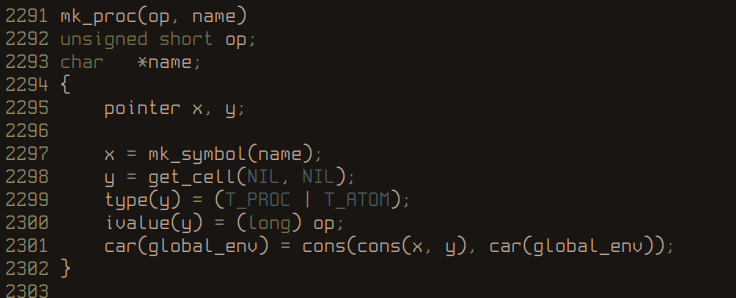 2291 mk_proc(op, name)
2292 unsigned short op;
2293 char   *name;
2294 {
2295     pointer x, y;
2296
2297     x = mk_symbol(name);
2298     y = get_cell(NIL, NIL);
2299     type(y) = (T_PROC | T_ATOM);
2300     ivalue(y) = (long) op;
2301     car(global_env) = cons(cons(x, y), car(global_env));
2302 }
2303